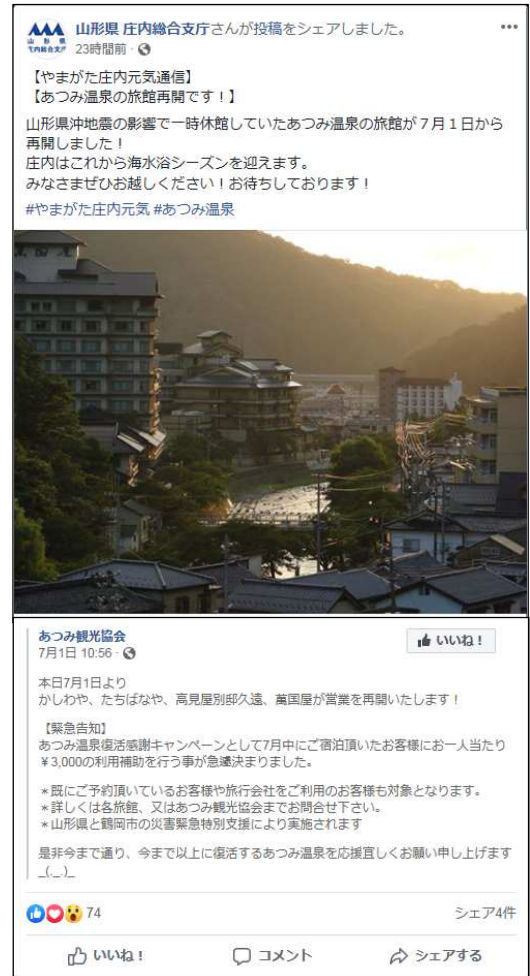 山形県 庄内総合支庁さんが投稿をシェアしました。
山形県
庄内総合支庁
23時間前 ·
【やまがた庄内元気通信】
【あつみ温泉の旅館再開です!】
山形県沖地震の影響で一時休館していたあつみ温泉の旅館が7月1日から
再開しました!
庄内はこれから海水浴シーズンを迎えます。
みなさまぜひお越しください!お待ちしております!
#やまがた庄内元気 #あつみ温泉
あつみ観光協会
7月1日 10:56 ·
いいね!
本日7月1日より
かしわや、たちばなや、高見屋別邸久遠、萬国屋が営業を再開いたします!
【緊急告知】
あつみ温泉復活感謝キャンペーンとして7月中にご宿泊頂いたお客様にお一人当たり
¥3,000の利用補助を行う事が急遽決まりました。
*既にご予約頂いているお客様や旅行会社をご利用のお客様も対象となります。
*詳しくは各旅館、又はあつみ観光協会までお問合せ下さい。
*山形県と鶴岡市の災害緊急特別支援により実施されます
是非今まで通り、今まで以上に復活するあつみ温泉を応援宜しくお願い申し上げます
_(._.)_
74
シェア4件
いいね!
コメント
シェアする